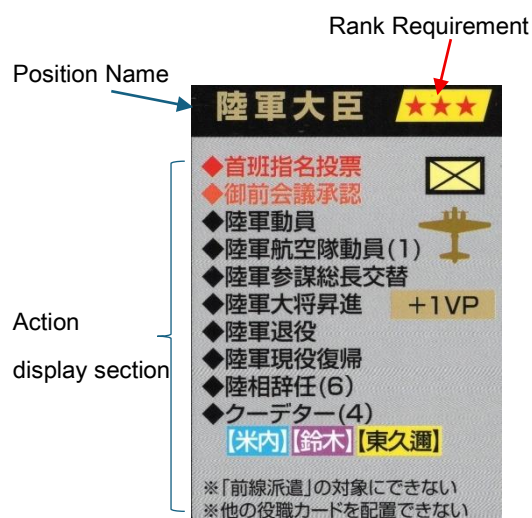 Rank Requirement
Position Name
陸軍大臣 ★★★
◆首班指名投票
◆御前会議承認
◆陸軍動員
◆陸軍航空隊動員(1)
◆陸軍参謀総長交替
◆陸軍大将昇進 +1VP
◆陸軍退役
◆陸軍現役復帰
◆陸相辞任(6)
◆クーデター(4)
【米内】【鈴木】【東久邇】
※「前線派遣」の対象にできない
※他の役職カードを配置できない
Action
display section